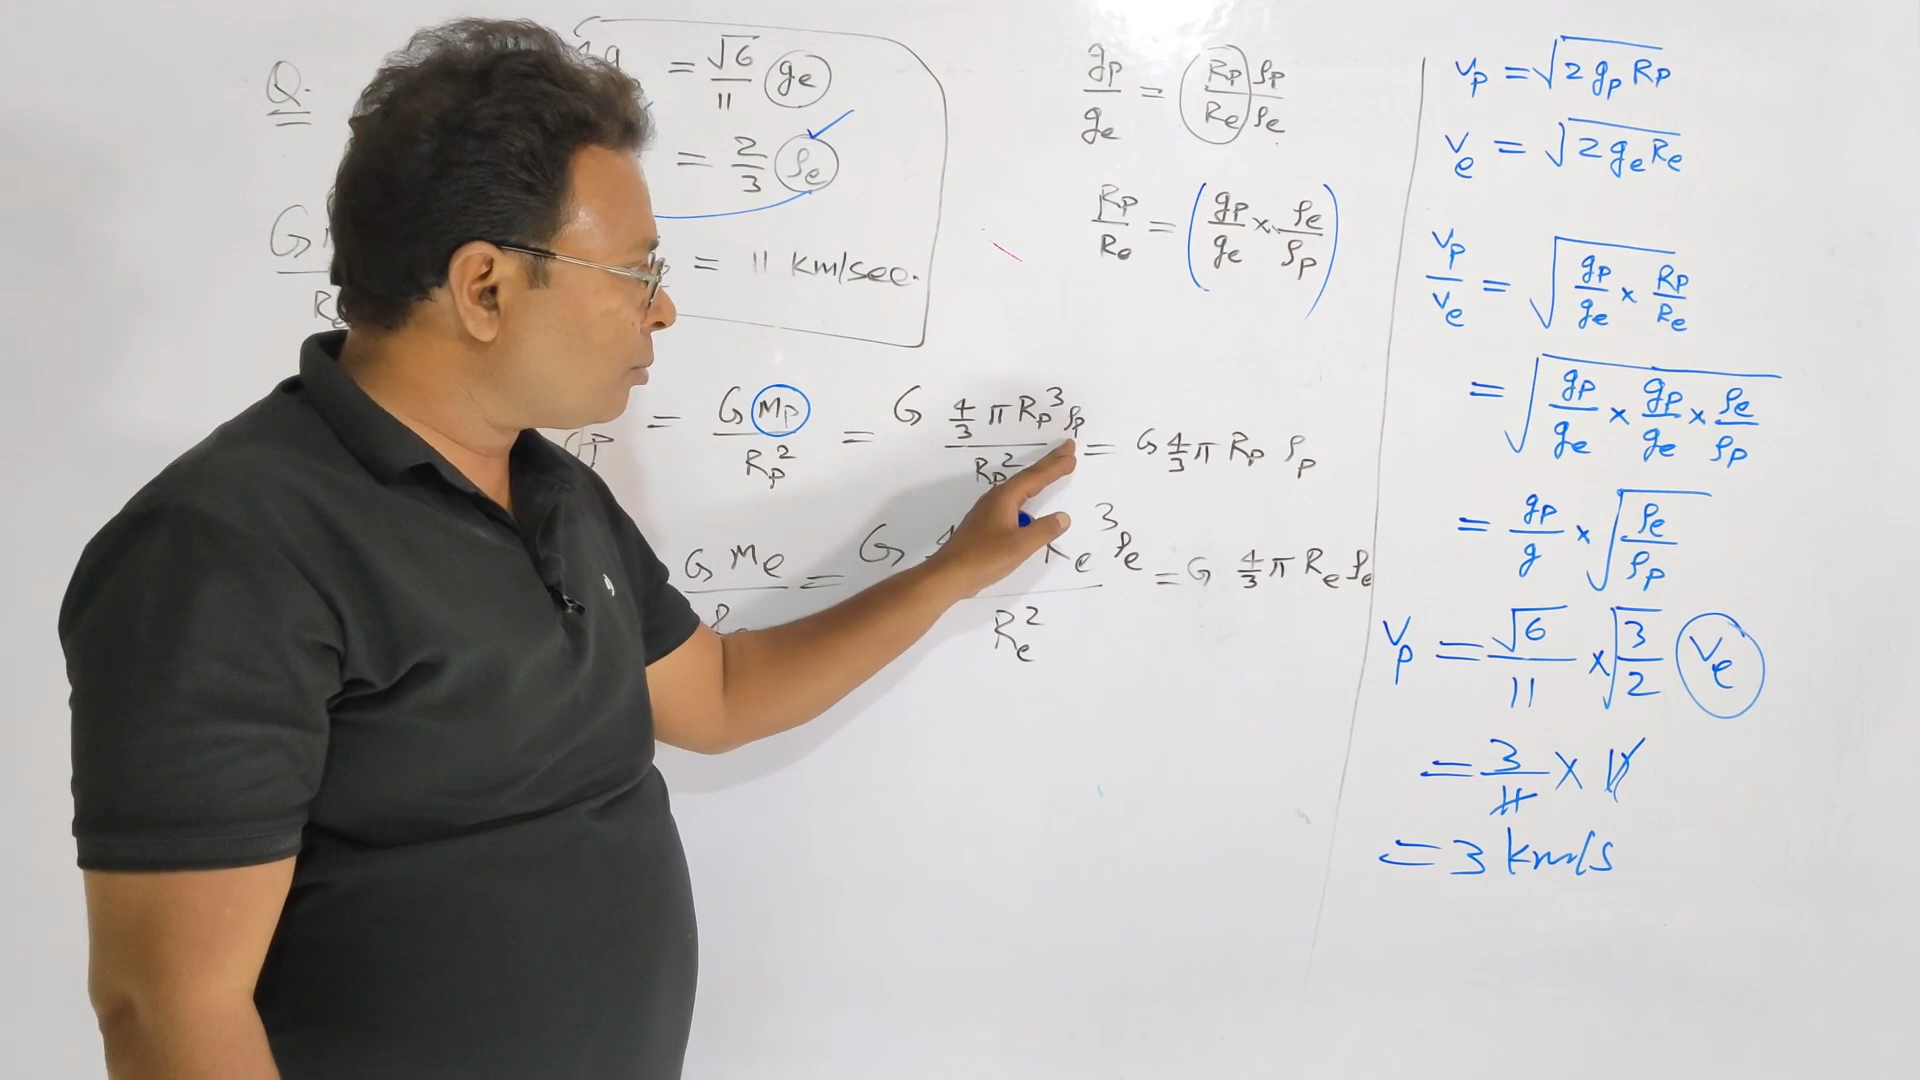 Q.
= √6/11 ge
= 2/3 ρe
= 11 km/sec.
G
= G Mp/Rp² = G 4/3 π Rp³ ρp/Rp² = G 4/3 π Rp ρp
G Me = G Re³ ρe/Re² = G 4/3 π Re ρe
gp/ge = Rp/Re ρp/ρe
Rp/Re = (gp/ge × ρe/ρp)
vp = √2 gp Rp
ve = √2 ge Re
vp/ve = √gp/ge × Rp/Re
= √gp/ge × gp/ge × ρe/ρp
= gp/g × √ρe/ρp
vp = √6/11 × √3/2 ve
= 3/11 × 11
= 3 km/s